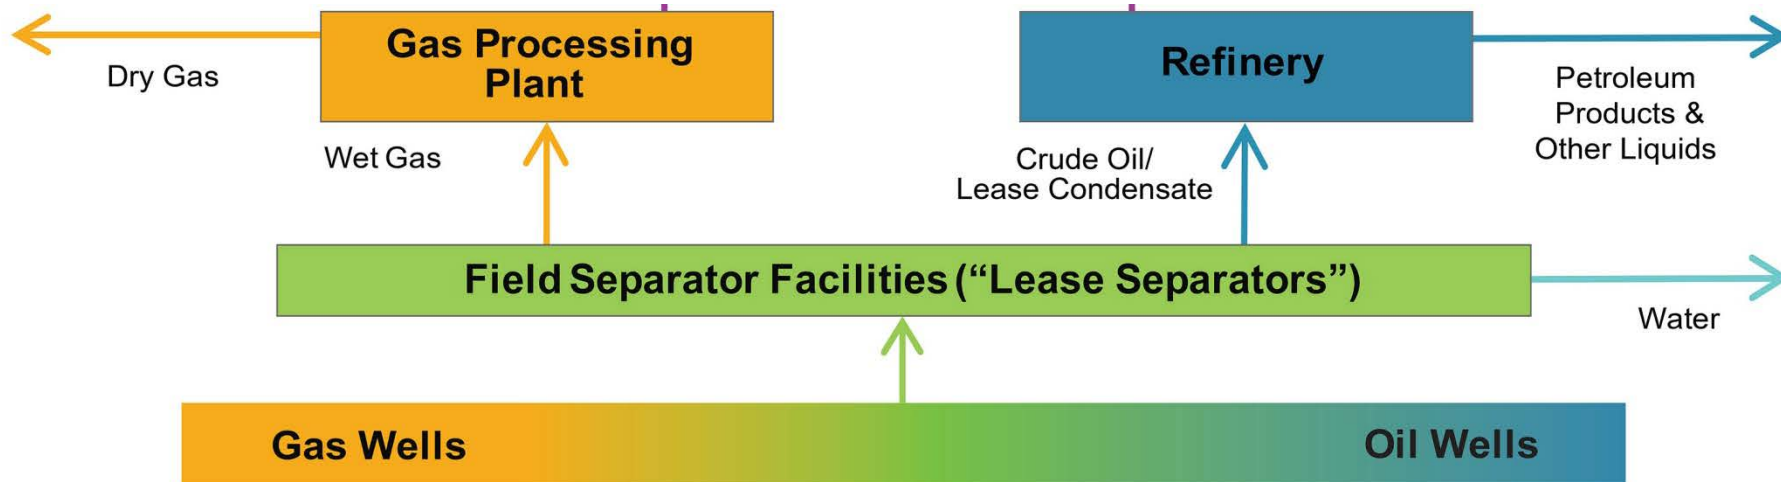 Gas Processing
Plant
Refinery
Dry Gas
Petroleum
Products &
Other Liquids
Wet Gas
Crude Oil/
Lease Condensate
Field Separator Facilities (“Lease Separators”)
Water
Gas Wells
Oil Wells